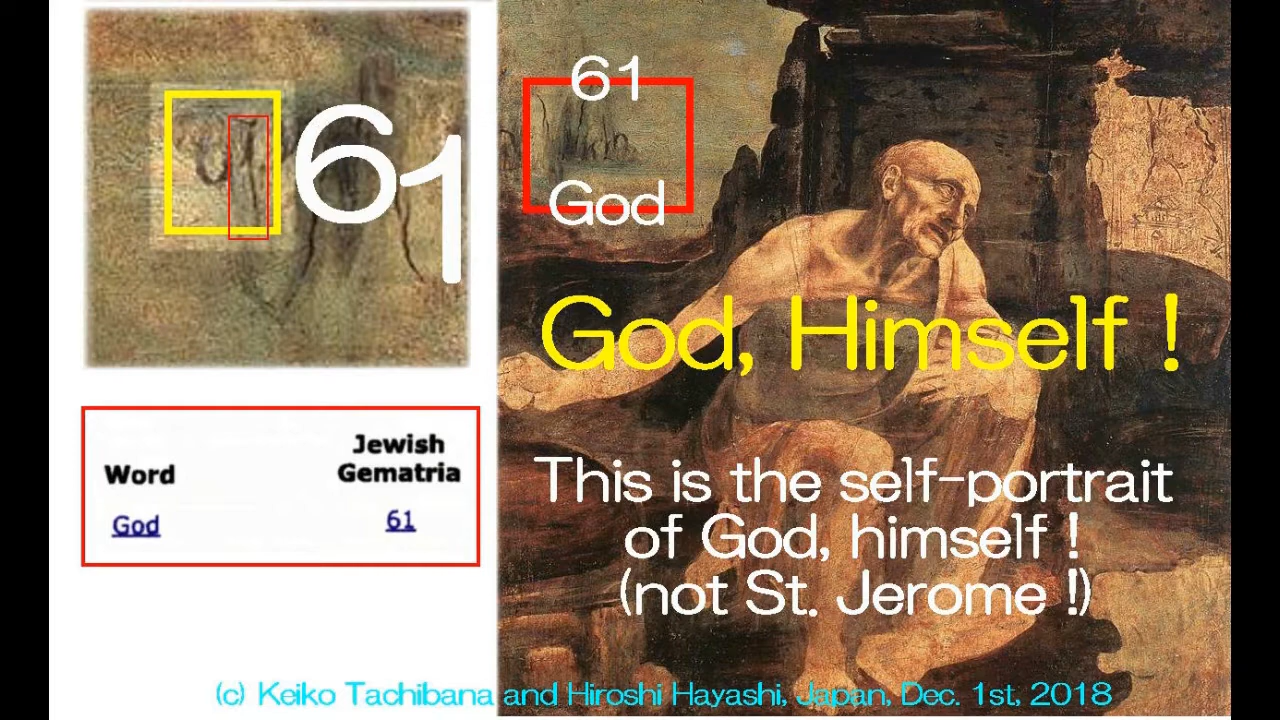 61
61
God
God, Himself !
Word
Jewish
Gematria
God
61
This is the self-portrait
of God, himself !
(not St. Jerome !)
(c) Keiko Tachibana and Hiroshi Hayashi, Japan, Dec. 1st, 2018